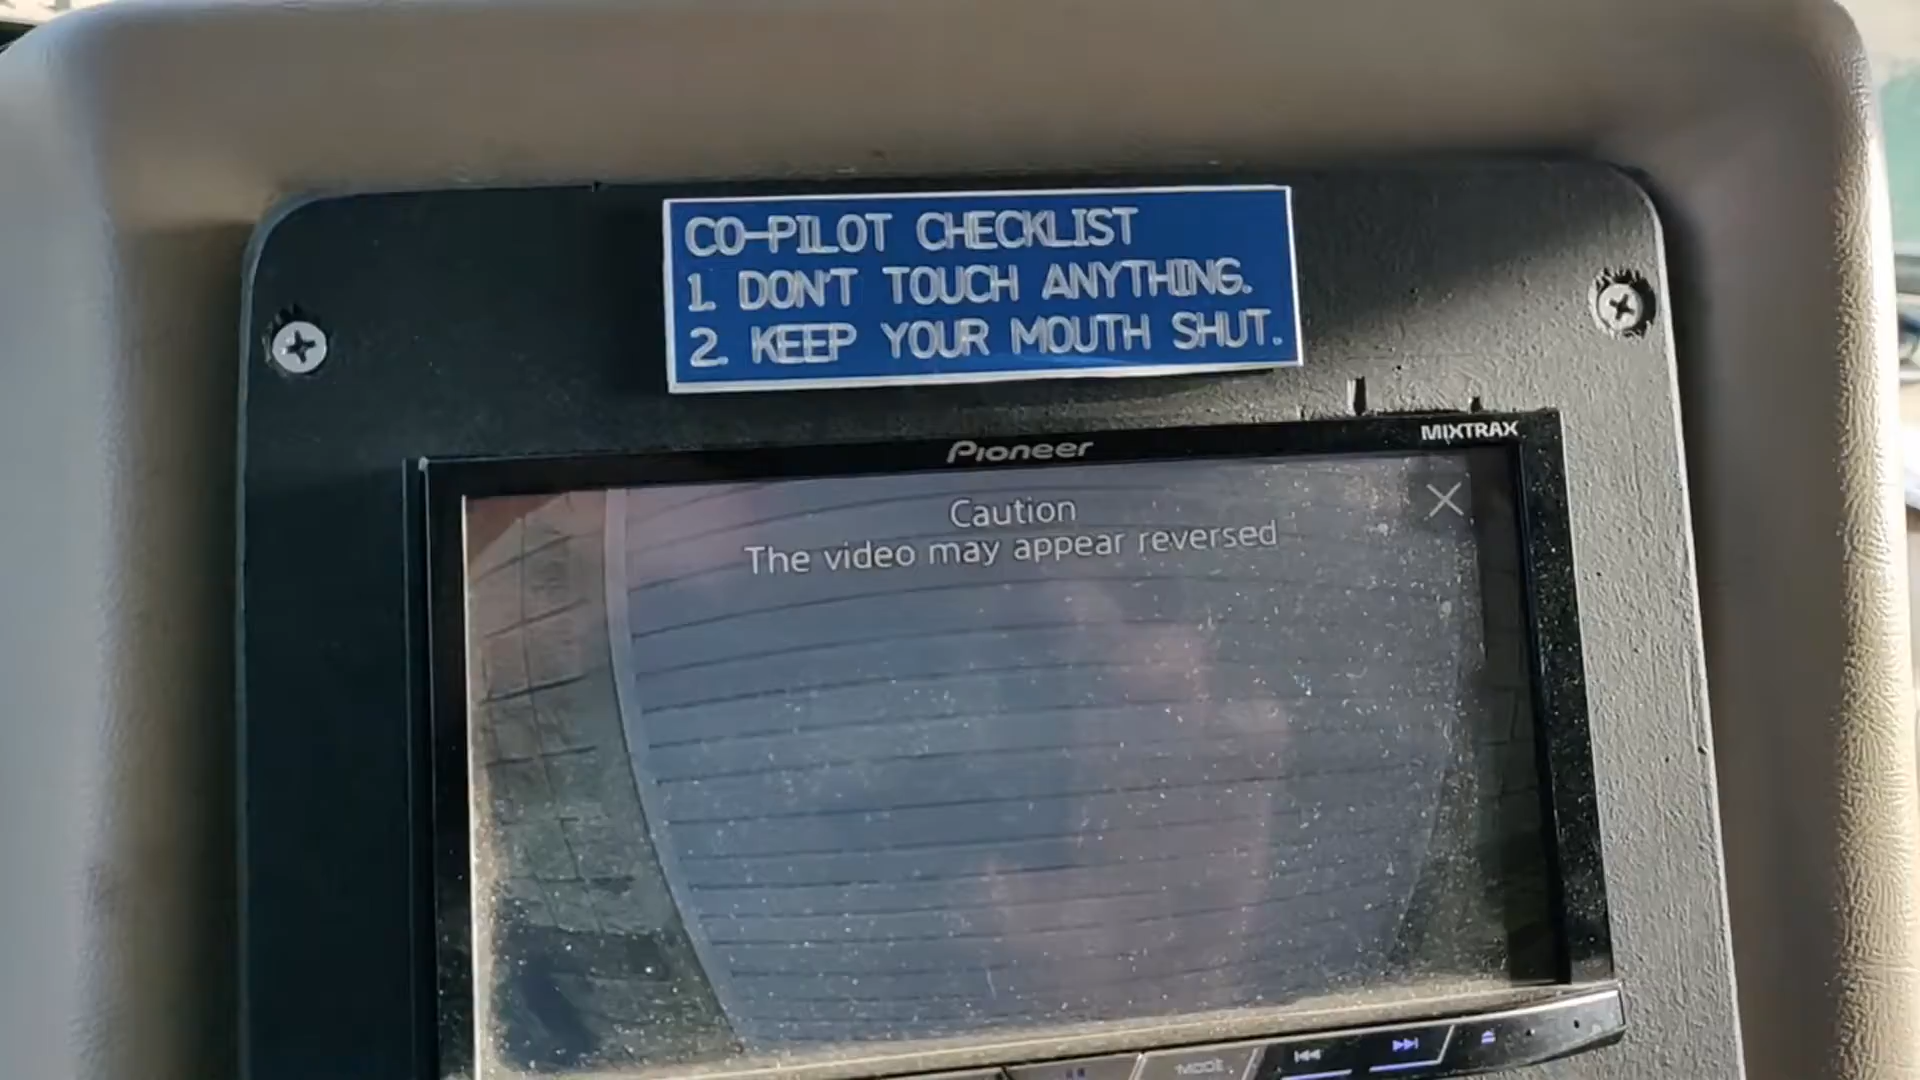 CO-PILOT CHECKLIST
1. DON'T TOUCH ANYTHING.
2. KEEP YOUR MOUTH SHUT.
Pioneer
MIXTRAX
Caution
The video may appear reversed
MODE